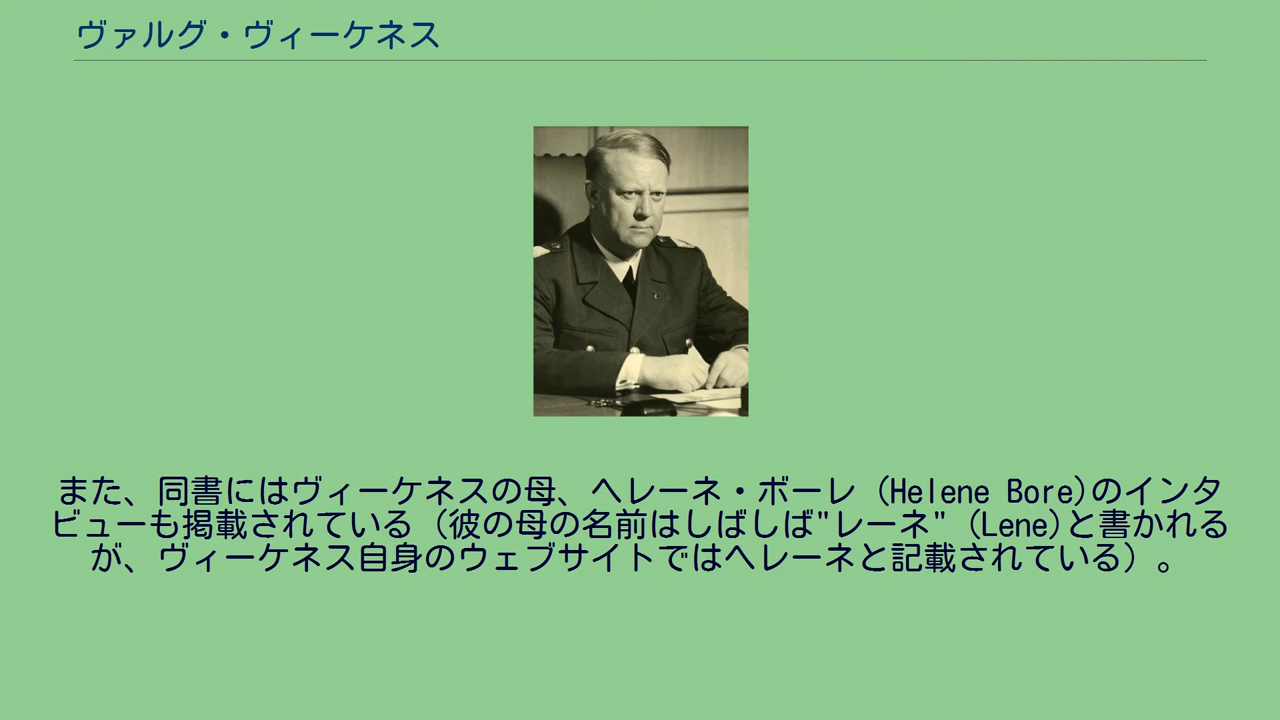 ヴァルグ・ヴィーケネス
また、同書にはヴィーケネスの母、ヘレーネ・ボーレ（Helene Bore)のインタ
ビューも掲載されている（彼の母の名前はしばしば"レーネ"（Lene)と書かれる
が、ヴィーケネス自身のウェブサイトではヘレーネと記載されている）。